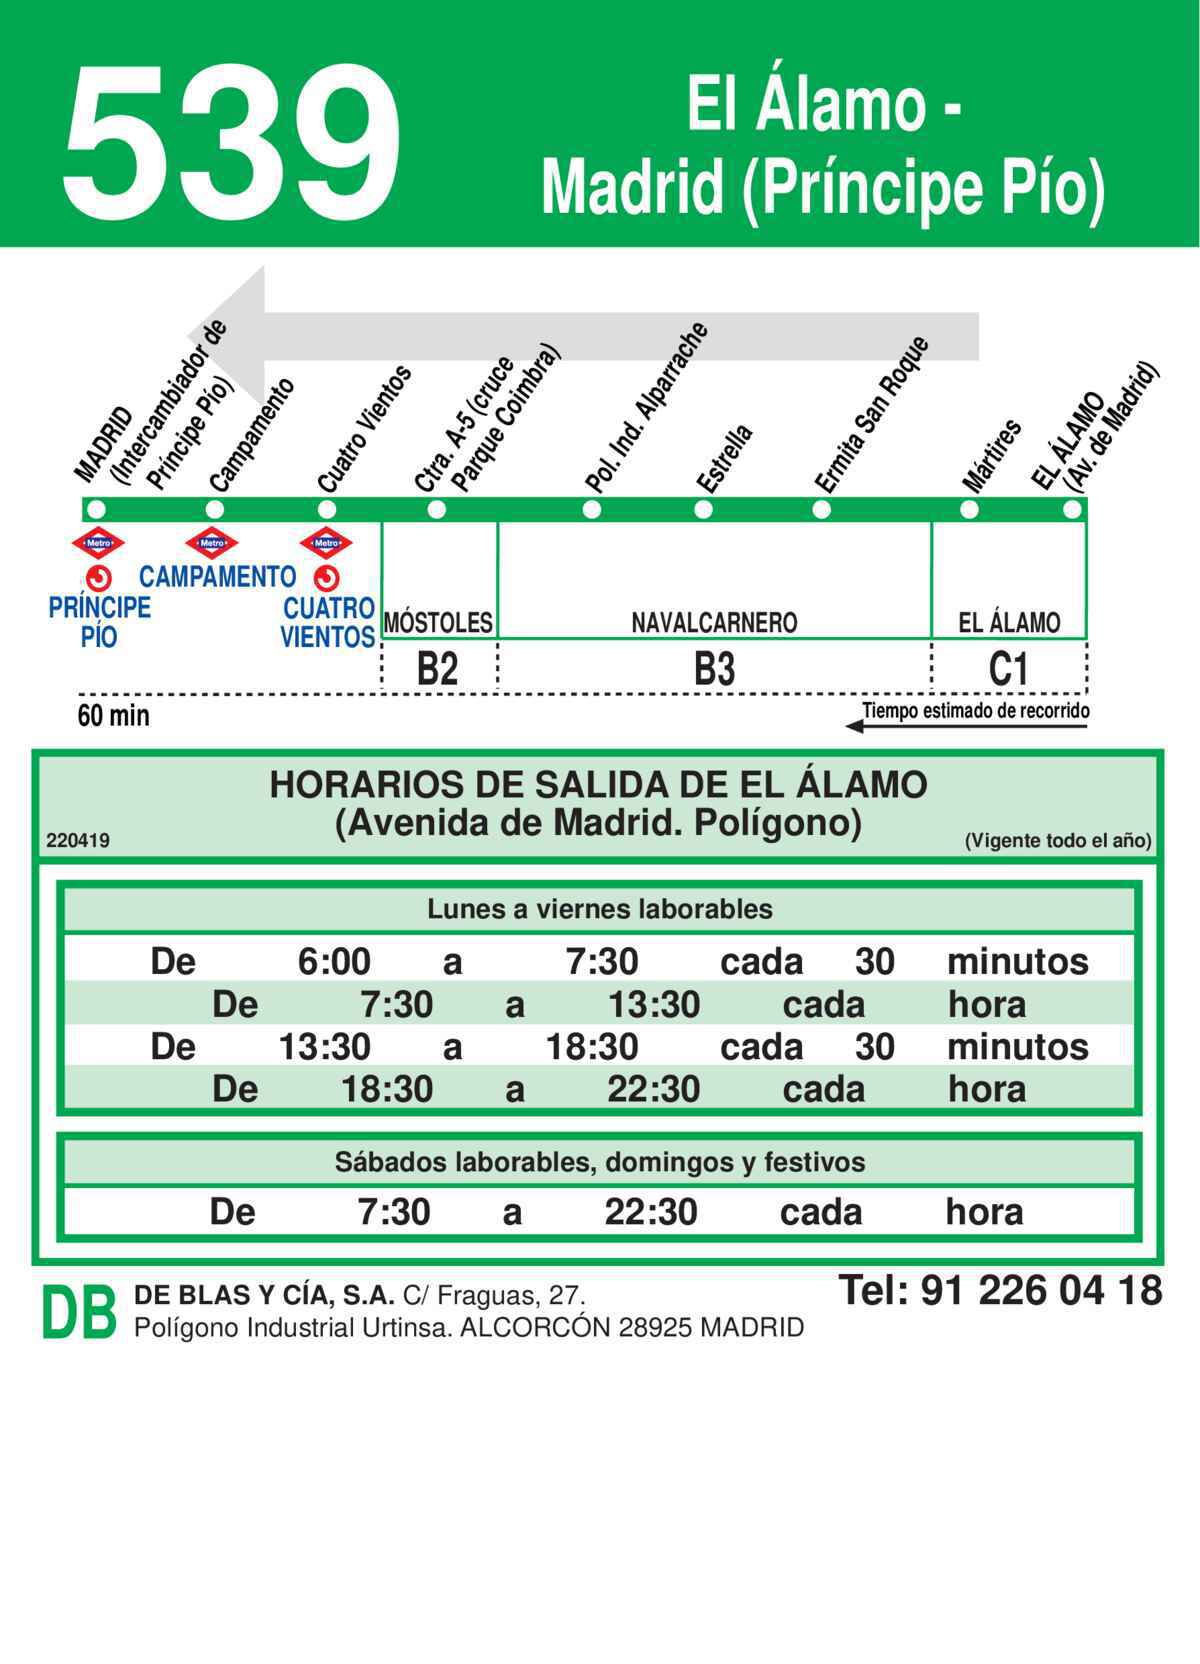 539
El Álamo -
Madrid (Príncipe Pío)
MADRID
(Intercambiador de
Príncipe Pío)
Campamento
Cuatro Vientos
Ctra. A-5 (cruce
Parque Coimbra)
Pol. Ind. Alparrache
Estrella
Ermita San Roque
Mártires
EL ÁLAMO
(Av. de Madrid)
Metro
Metro
Metro
PRÍNCIPE
PÍO
CAMPAMENTO
CUATRO
VIENTOS
MÓSTOLES
NAVALCARNERO
EL ÁLAMO
B2
B3
C1
60 min
Tiempo estimado de recorrido
HORARIOS DE SALIDA DE EL ÁLAMO
(Avenida de Madrid. Polígono)
220419
(Vigente todo el año)
Lunes a viernes laborables
De 6:00 a 7:30 cada 30 minutos
De 7:30 a 13:30 cada hora
De 13:30 a 18:30 cada 30 minutos
De 18:30 a 22:30 cada hora
Sábados laborables, domingos y festivos
De 7:30 a 22:30 cada hora
DB
DE BLAS Y CÍA, S.A. C/ Fraguas, 27.
Polígono Industrial Urtinsa. ALCORCÓN 28925 MADRID
Tel: 91 226 04 18